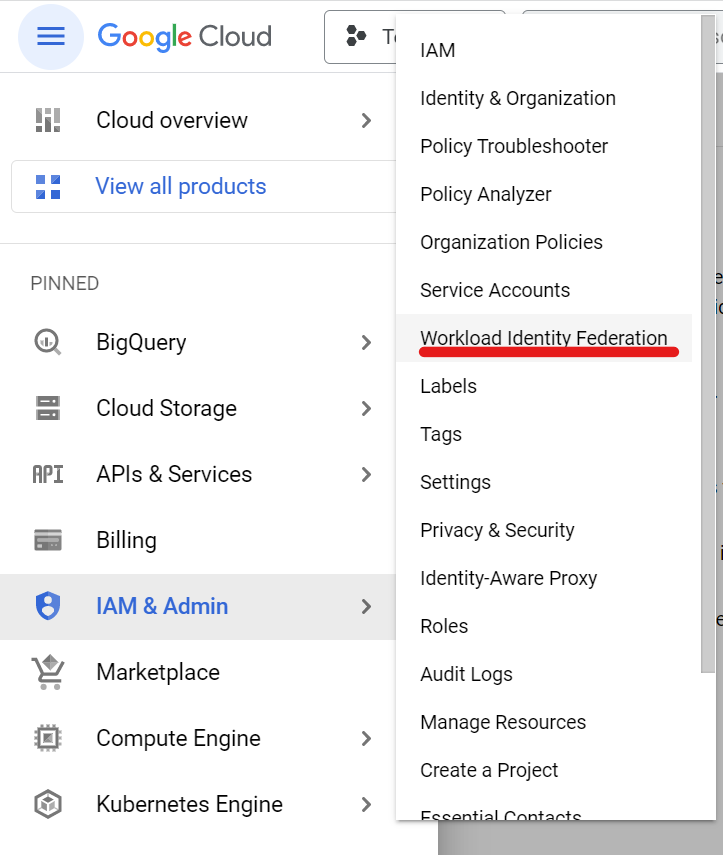 Google Cloud
Cloud overview
View all products
PINNED
BigQuery
Cloud Storage
API APIs & Services
Billing
IAM & Admin
Marketplace
Compute Engine
Kubernetes Engine
IAM
Identity & Organization
Policy Troubleshooter
Policy Analyzer
Organization Policies
Service Accounts
Workload Identity Federation
Labels
Tags
Settings
Privacy & Security
Identity-Aware Proxy
Roles
Audit Logs
Manage Resources
Create a Project
Essential Contacts